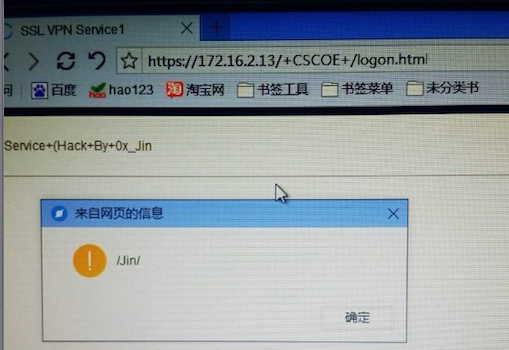 SSL VPN Service1
https://172.16.2.13/+CSCOE+/logon.html
问 百度 hao123 淘 淘宝网 书签工具 书签菜单 未分类书
Service+(Hack+By+0x_Jin
来自网页的信息
/Jin/
确定